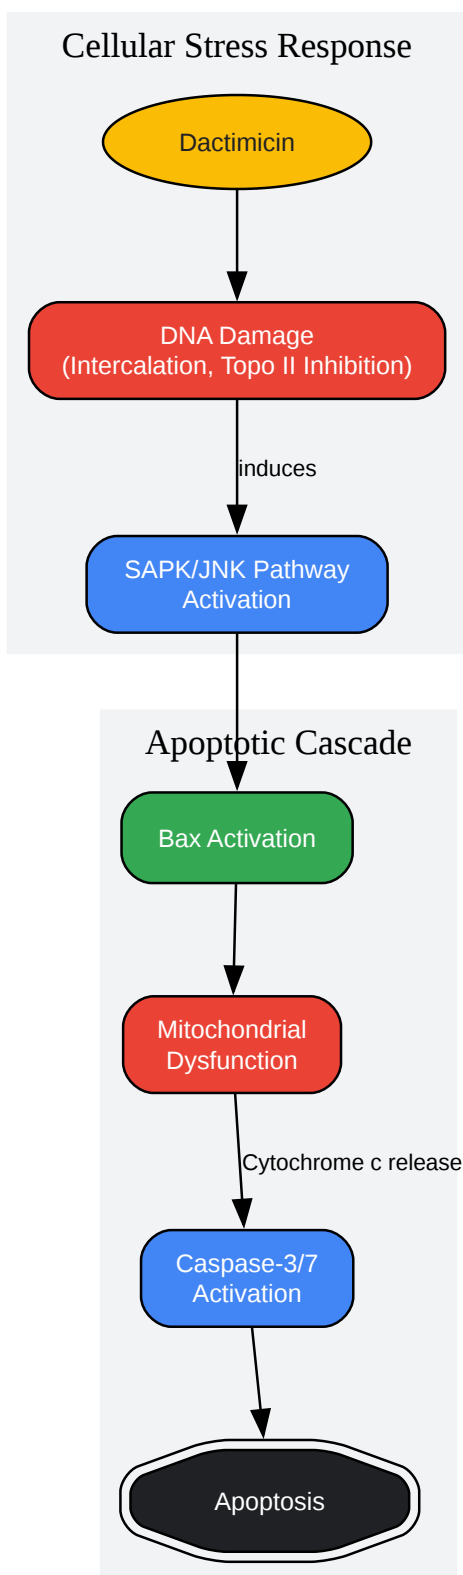 Cellular Stress Response
Dactimicin
DNA Damage
(Intercalation, Topo II Inhibition)
induces
SAPK/JNK Pathway
Activation
Apoptotic Cascade
Bax Activation
Mitochondrial
Dysfunction
Cytochrome c release
Caspase-3/7
Activation
Apoptosis